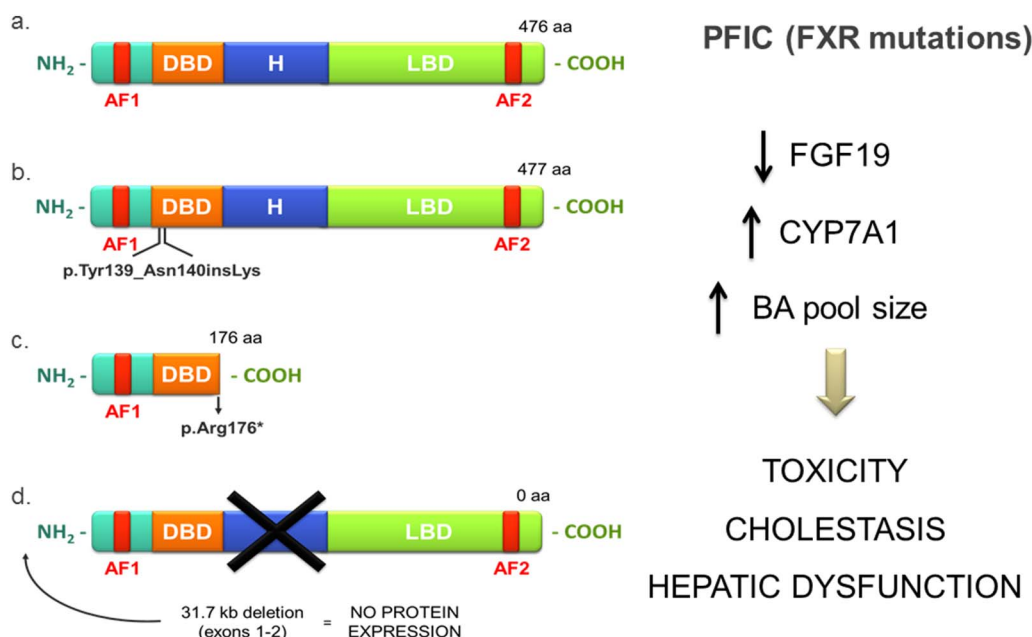 a.
476 aa
NH₂ - DBD H LBD - COOH
AF1 AF2
b.
477 aa
NH₂ - DBD H LBD - COOH
AF1 AF2
p.Tyr139_Asn140insLys
c.
176 aa
NH₂ - DBD - COOH
AF1
p.Arg176*
d.
0 aa
NH₂ - DBD LBD - COOH
AF1 AF2
31.7 kb deletion = NO PROTEIN
(exons 1-2) EXPRESSION
PFIC (FXR mutations)
FGF19
CYP7A1
BA pool size
TOXICITY
CHOLESTASIS
HEPATIC DYSFUNCTION